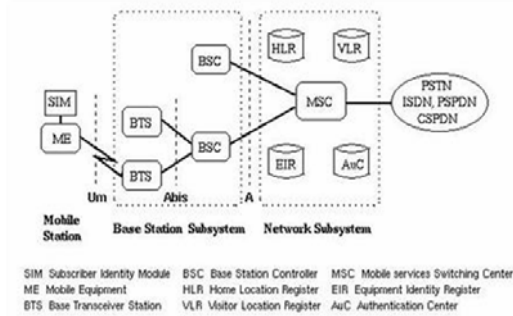 HLR
VLR
BSC
SIM
ME
BTS
BTS
BSC
MSC
PSTN
ISDN, PSPDN
CSPDN
EIR
AuC
Um
Abis
A
Mobile
Station
Base Station Subsystem
Network Subsystem
SIM Subscriber Identity Module
BSC Base Station Controller
MSC Mobile services Switching Center
ME Mobile Equipment
HLR Home Location Register
EIR Equipment Identity Register
BTS Base Transceiver Station
VLR Visitor Location Register
AuC Authentication Center